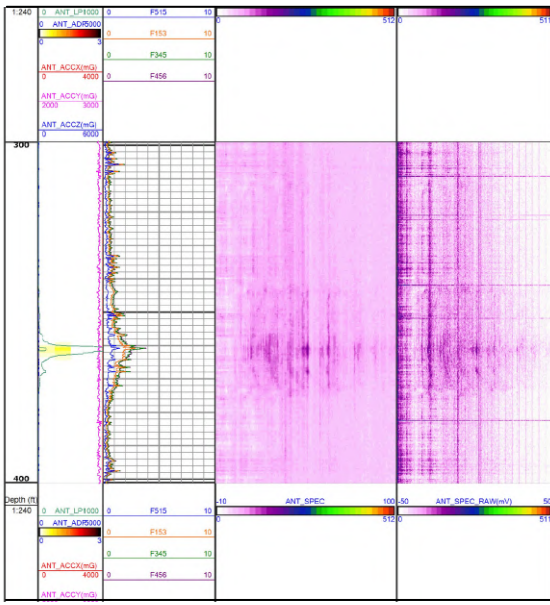 1:240
0 ANT_LP1000
0 ANT_ADF5000
0 3
ANT_ACCX(mG)
0 4000
ANT_ACCY(mG)
2000 3000
ANT_ACCZ(mG)
0 6000
0 F515 10
0 F153 10
0 F345 10
0 F456 10
0 512
0 511
300
400
Depth (ft)
1:240
0 ANT_LP1000
0 ANT_ADF5000
0 3
ANT_ACCX(mG)
0 4000
ANT_ACCY(mG)
0 F515 10
0 F153 10
0 F345 10
0 F456 10
-10 ANT_SPEC 100
0 512
-50 ANT_SPEC_RAW(mV) 50
0 511